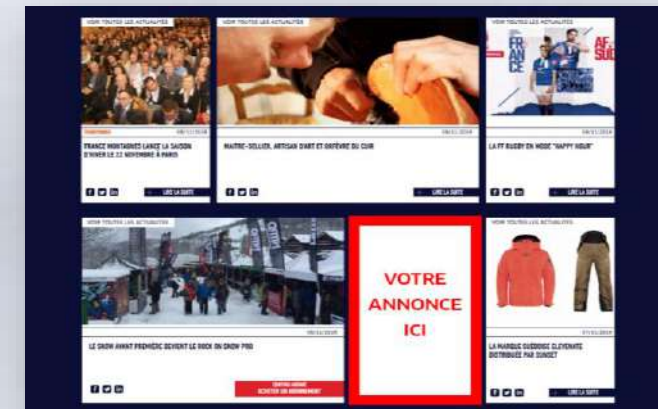 VOIR TOUTES LES ACTUALITÉS
VOIR TOUTES LES ACTUALITÉS
VOIR TOUTES LES ACTUALITÉS
FRANCE MONTAGNES LANCE LA SAISON
D'HIVER LE 22 NOVEMBRE À PARIS
LIRE LA SUITE
MAITRE-SELLIER, ARTISAN D'ART ET ORFÈVRE DU CUIR
LIRE LA SUITE
FR
AN
CE
LA FF RUGBY EN MODE "HAPPY HOUR"
LIRE LA SUITE
VOIR TOUTES LES ACTUALITÉS
LE SNOW AVANT PREMIÈRE DEVIENT LE ROCK ON SNOW PRO
ACHETER UN ABONNEMENT
VOTRE
ANNONCE
ICI
VOIR TOUTES LES ACTUALITÉS
LA MARQUE SUÉDOISE ELEVENATE
DISTRIBUÉE PAR SUNSET
LIRE LA SUITE